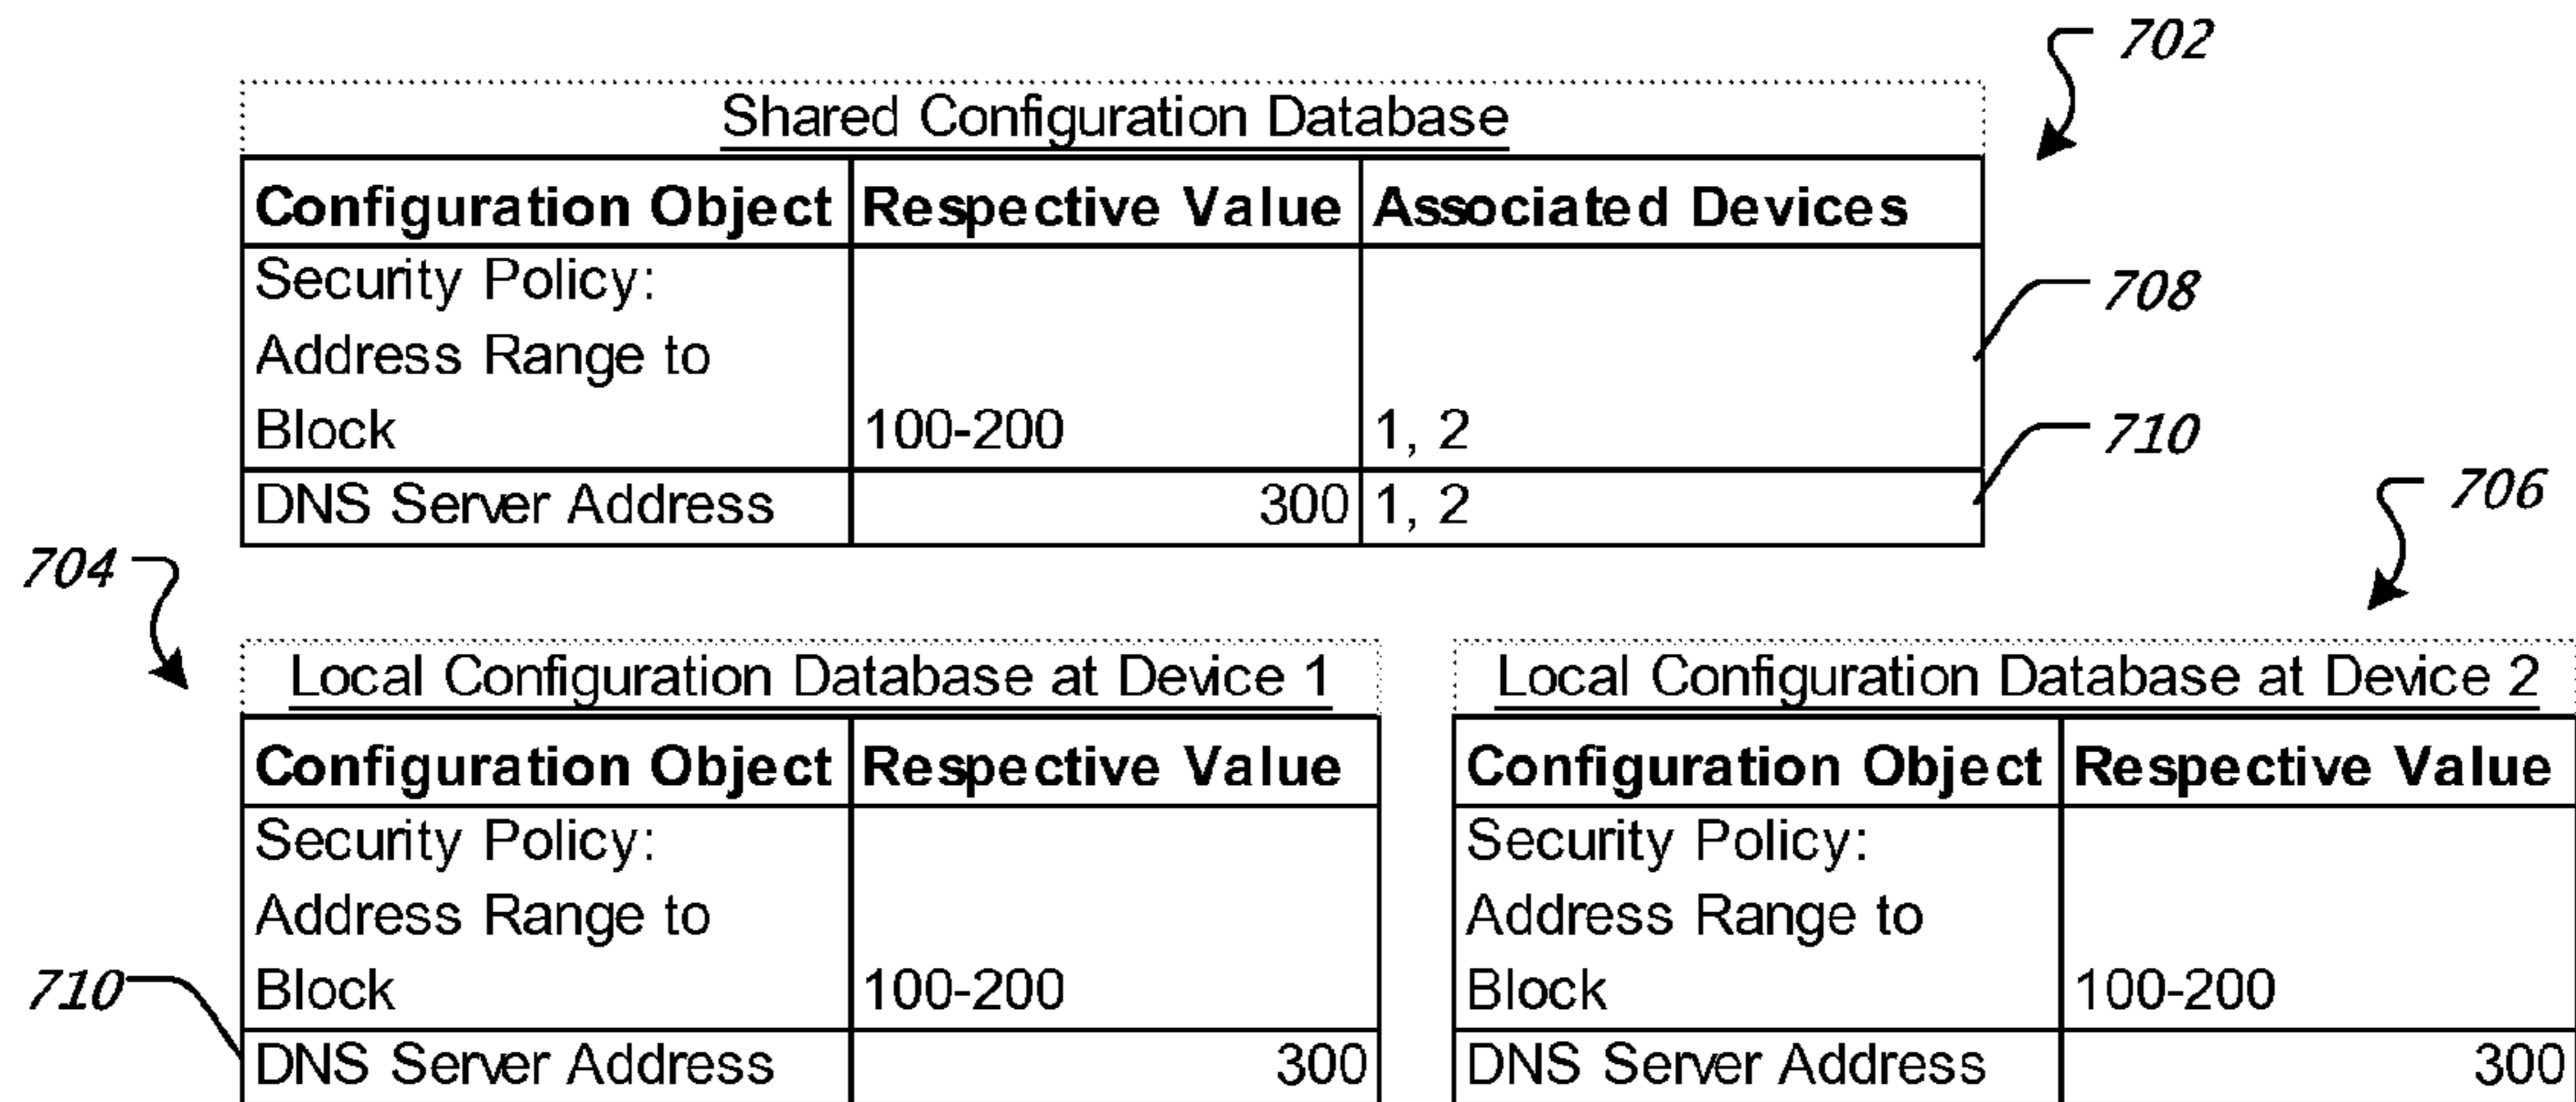 702
Shared Configuration Database
Configuration Object Respective Value Associated Devices
Security Policy:
Address Range to
Block 100-200 1, 2
708
DNS Server Address 300 1, 2
710
706
704
Local Configuration Database at Device 1
Configuration Object Respective Value
Security Policy:
Address Range to
Block 100-200
710
DNS Server Address 300
Local Configuration Database at Device 2
Configuration Object Respective Value
Security Policy:
Address Range to
Block 100-200
DNS Server Address 300